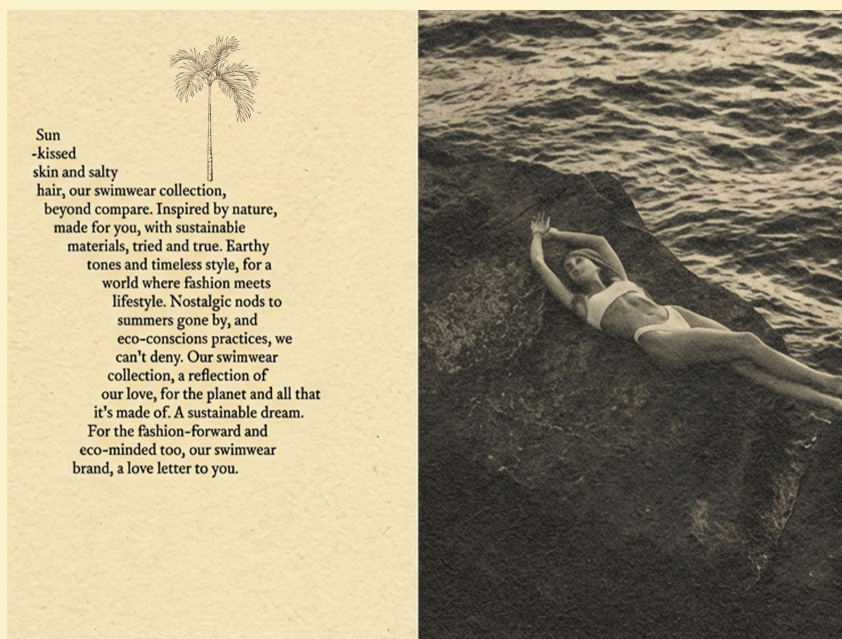 Sun
-kissed
skin and salty
hair, our swimwear collection,
beyond compare. Inspired by nature,
made for you, with sustainable
materials, tried and true. Earthy
tones and timeless style, for a
world where fashion meets
lifestyle. Nostalgic nods to
summers gone by, and
eco-conscions practices, we
can't deny. Our swimwear
collection, a reflection of
our love, for the planet and all that
it's made of. A sustainable dream.
For the fashion-forward and
eco-minded too, our swimwear
brand, a love letter to you.